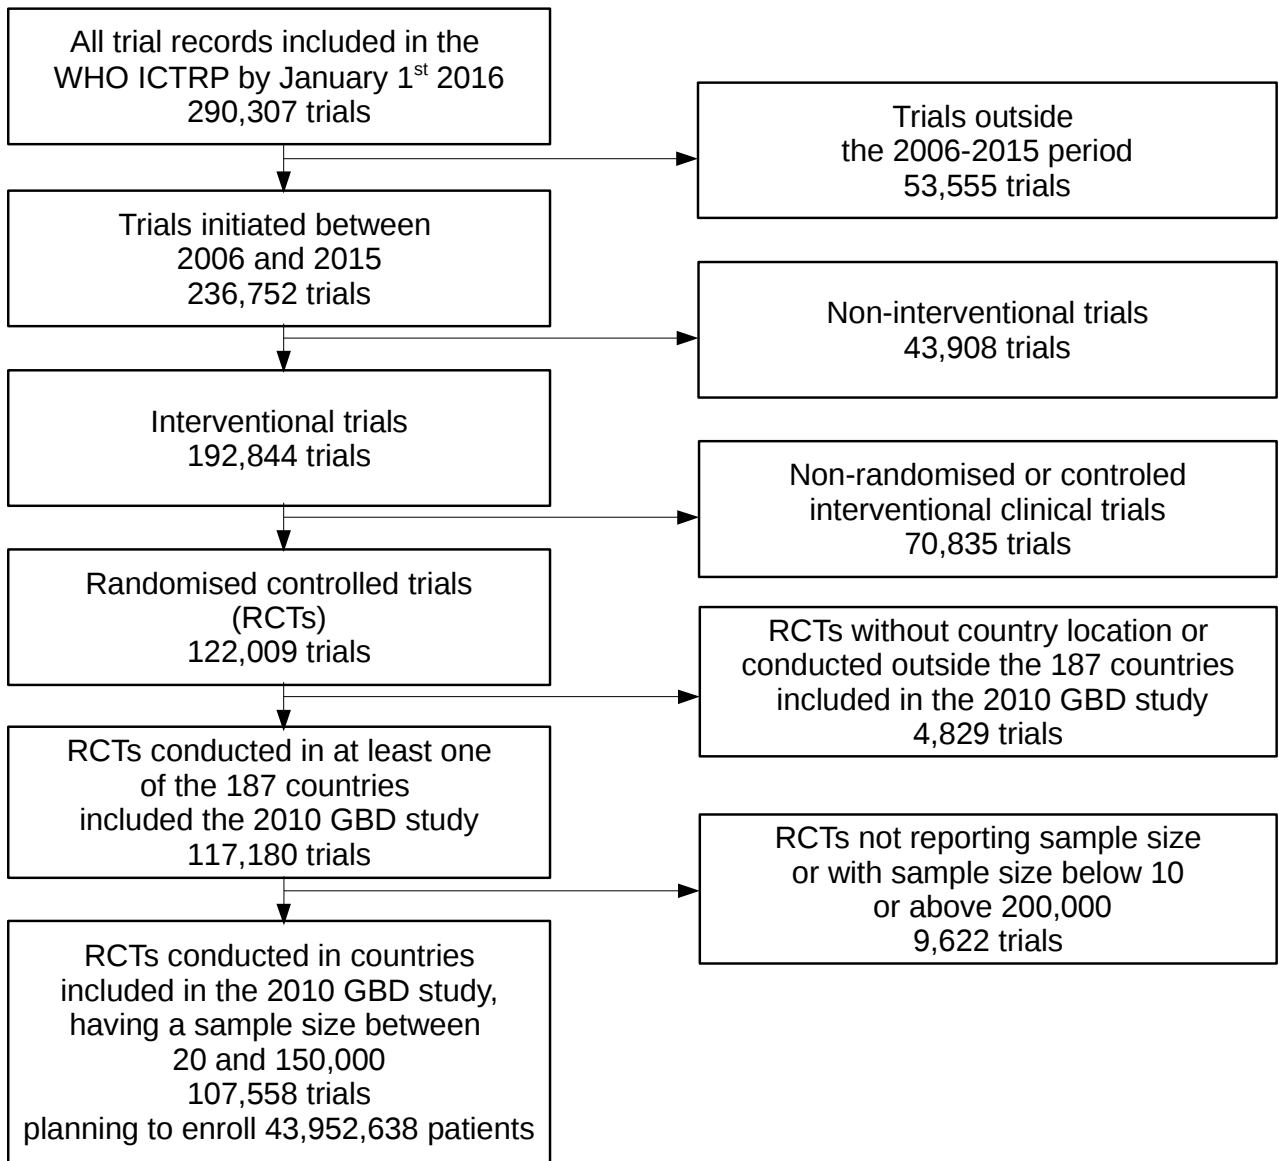 All trial records included in the
WHO ICTRP by January 1st 2016
290,307 trials
Trials outside
the 2006-2015 period
53,555 trials
Trials initiated between
2006 and 2015
236,752 trials
Non-interventional trials
43,908 trials
Interventional trials
192,844 trials
Non-randomised or controled
interventional clinical trials
70,835 trials
Randomised controlled trials
(RCTs)
122,009 trials
RCTs without country location or
conducted outside the 187 countries
included in the 2010 GBD study
4,829 trials
RCTs conducted in at least one
of the 187 countries
included the 2010 GBD study
117,180 trials
RCTs not reporting sample size
or with sample size below 10
or above 200,000
9,622 trials
RCTs conducted in countries
included in the 2010 GBD study,
having a sample size between
20 and 150,000
107,558 trials
planning to enroll 43,952,638 patients